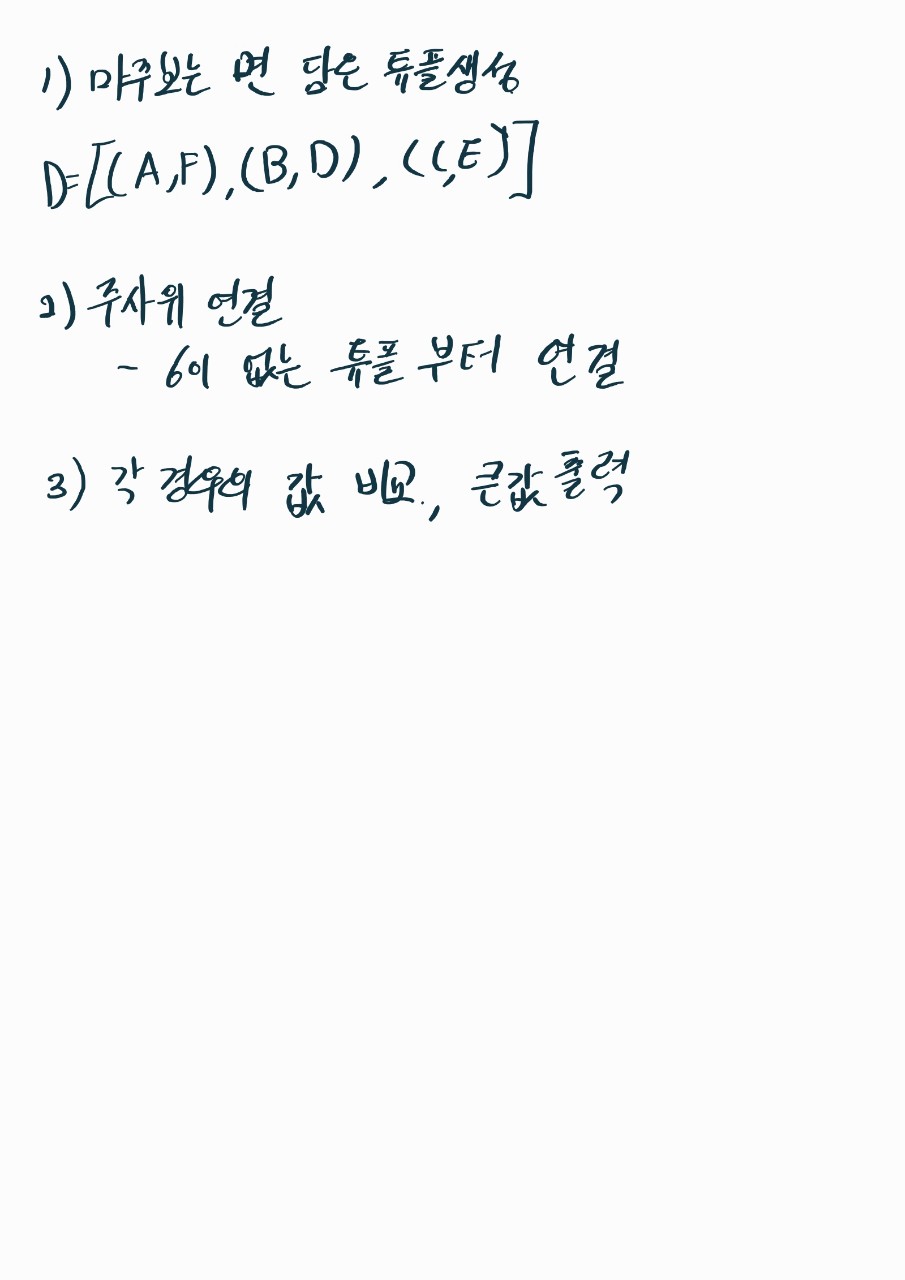 1) 마주보는 면 담은 튜플생성
D=[(A,F),(B,D),(C,E)]
2) 주사위 연결
- 6이 없는 튜플 부터 연결
3) 각 경우의 값 비교, 큰값 출력